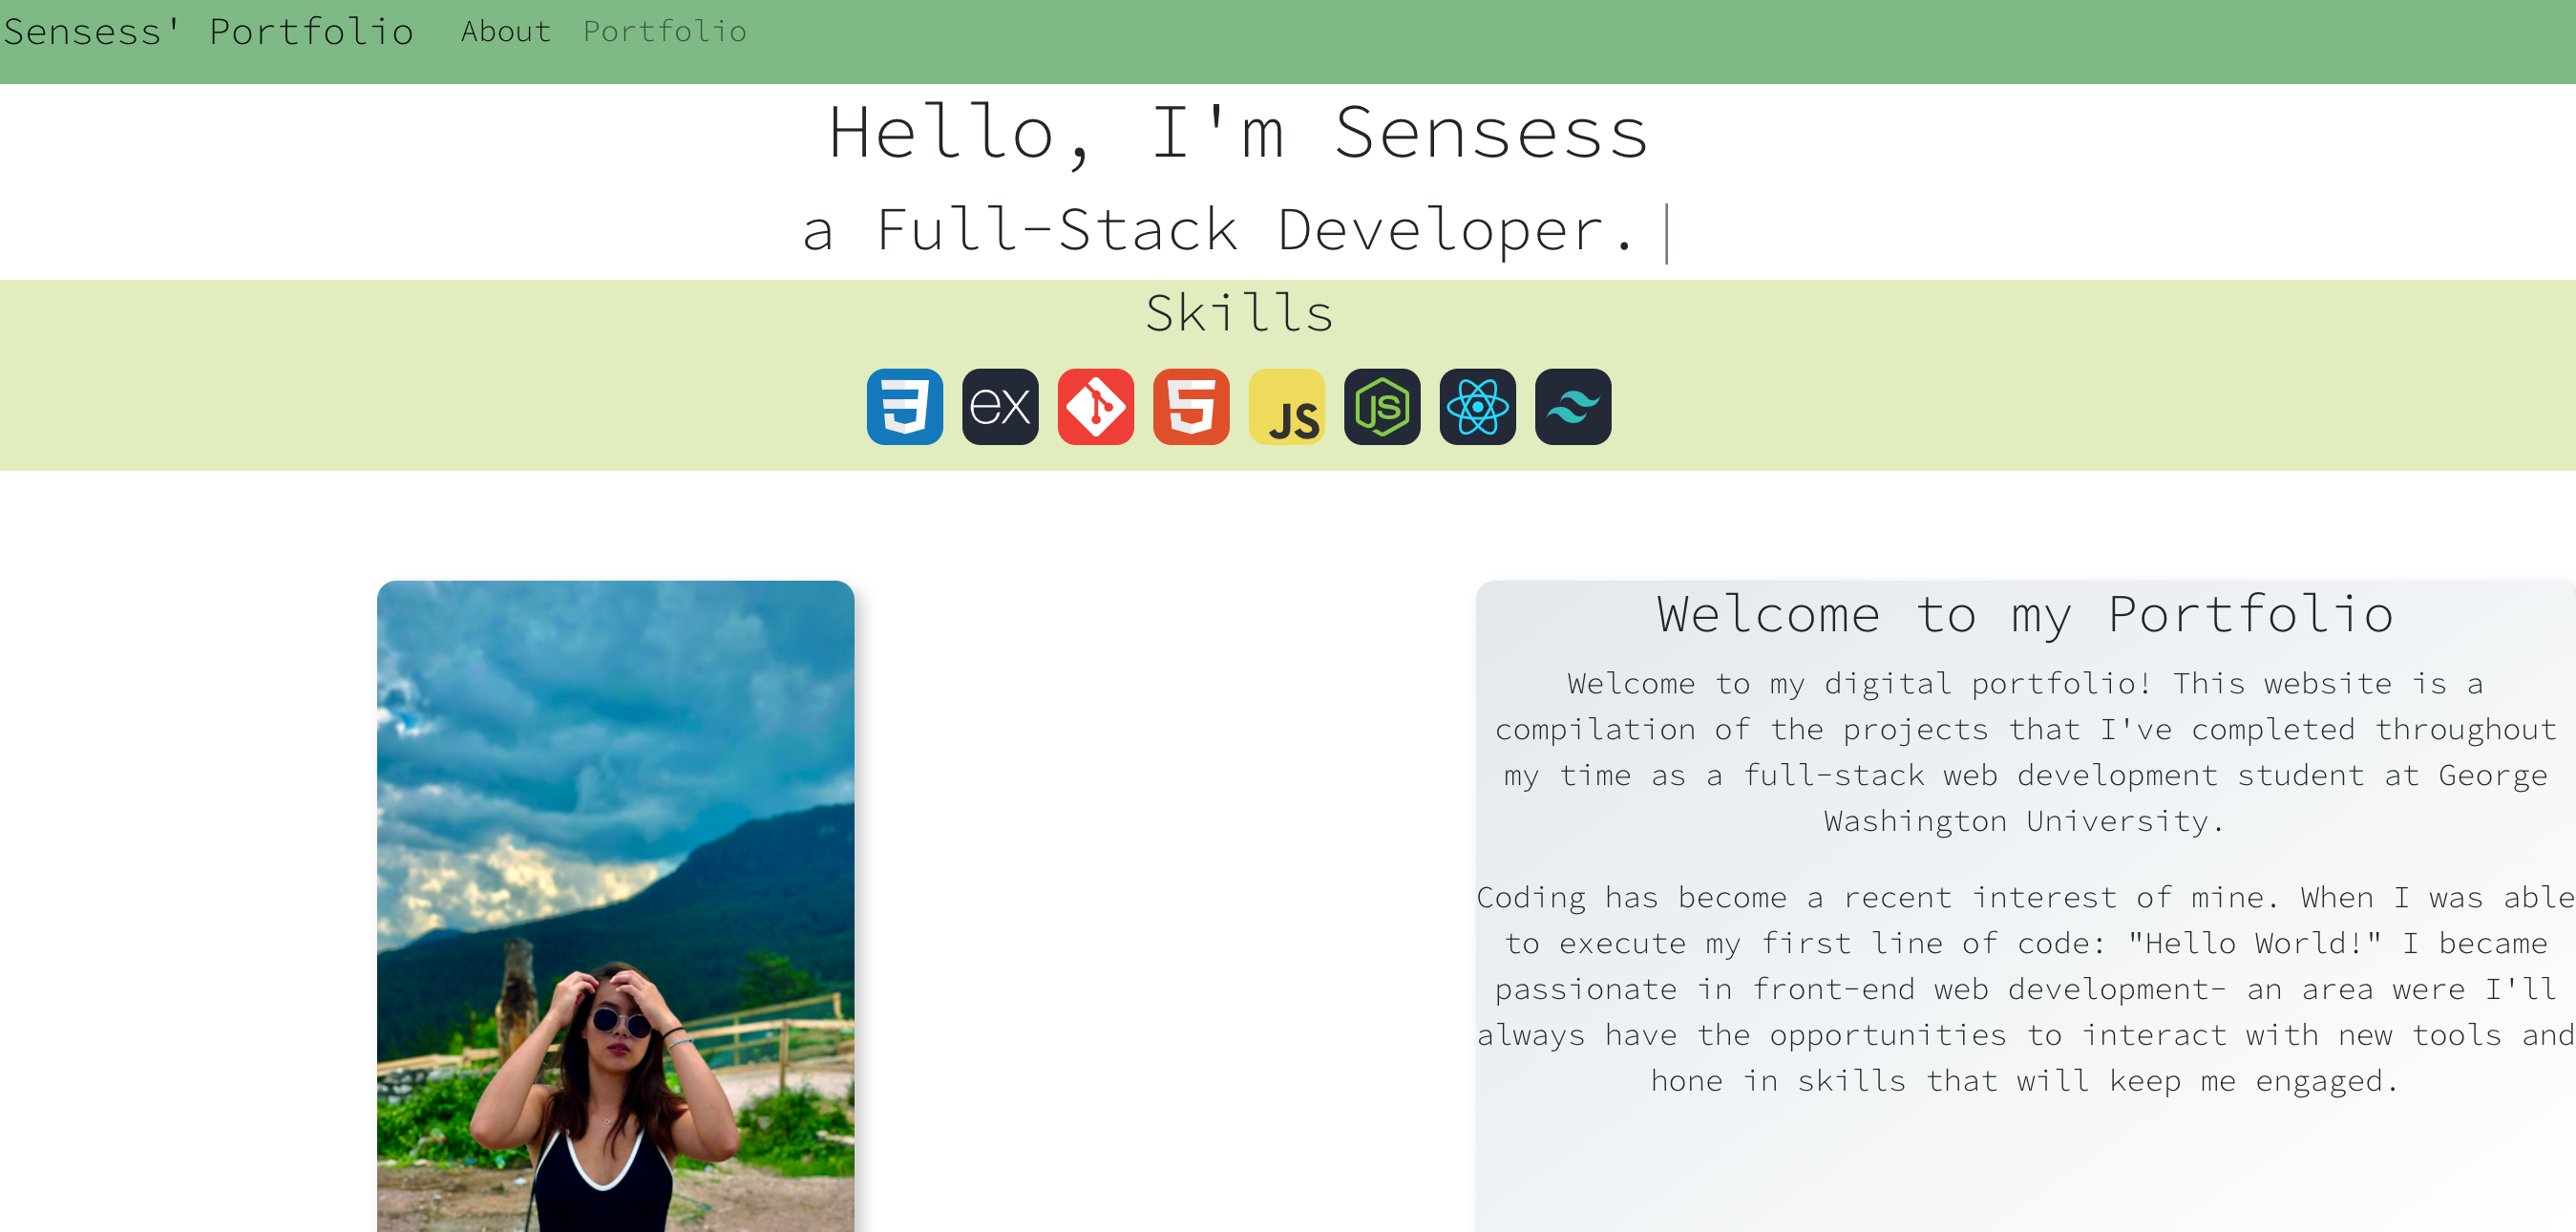 Sensess' Portfolio About Portfolio
Hello, I'm Sensess
a Full-Stack Developer.
Skills
ex JS JS
Welcome to my Portfolio
Welcome to my digital portfolio! This website is a
compilation of the projects that I've completed throughout
my time as a full-stack web development student at George
Washington University.
Coding has become a recent interest of mine. When I was able
to execute my first line of code: "Hello World!" I became
passionate in front-end web development- an area were I'll
always have the opportunities to interact with new tools and
hone in skills that will keep me engaged.